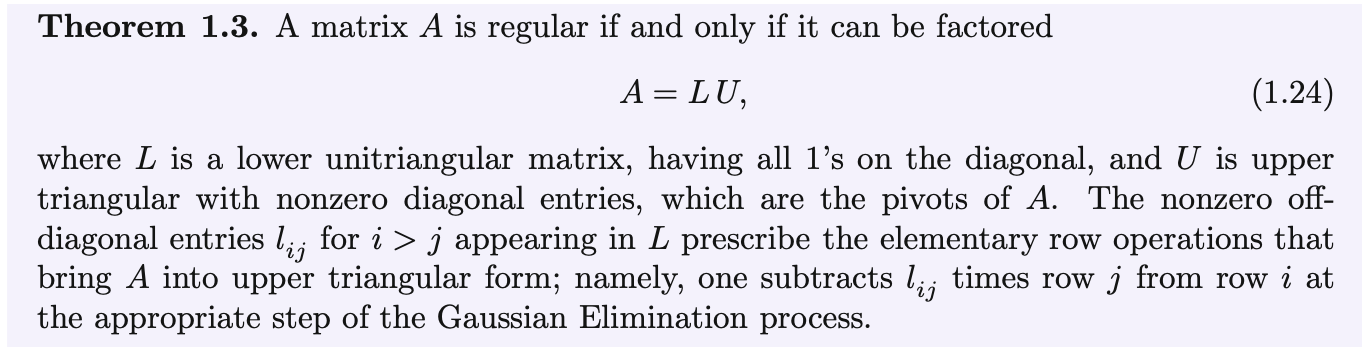 Theorem 1.3. A matrix A is regular if and only if it can be factored
A = L U, (1.24)
where L is a lower unitriangular matrix, having all 1's on the diagonal, and U is upper
triangular with nonzero diagonal entries, which are the pivots of A. The nonzero off-
diagonal entries l_{ij} for i > j appearing in L prescribe the elementary row operations that
bring A into upper triangular form; namely, one subtracts l_{ij} times row j from row i at
the appropriate step of the Gaussian Elimination process.